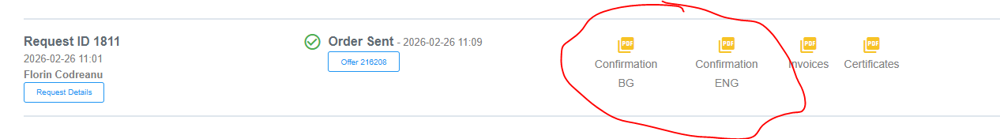 Request ID 1811
2026-02-26 11:01
Florin Codreanu
Request Details
Order Sent - 2026-02-26 11:09
Offer 216208
PDF
Confirmation
BG
PDF
Confirmation
ENG
PDF
Invoices
PDF
Certificates